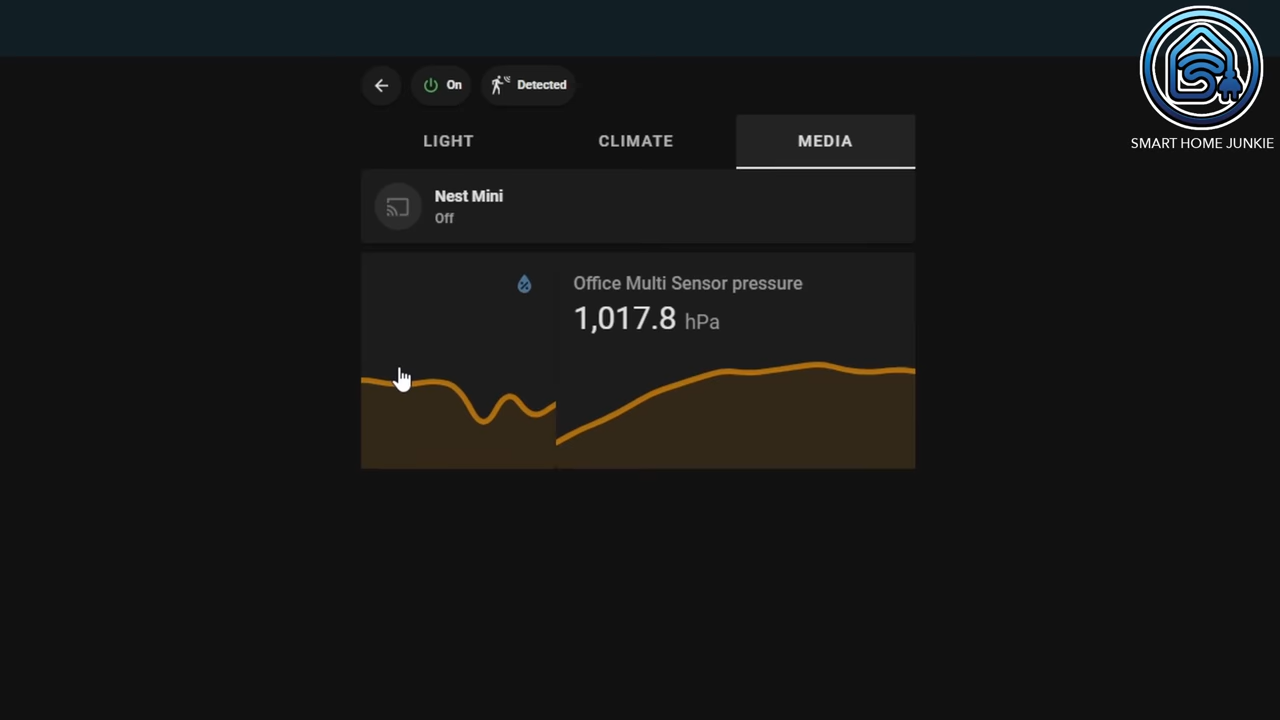 On
Detected
LIGHT
CLIMATE
MEDIA
SMART HOME JUNKIE
Nest Mini
Off
Office Multi Sensor pressure
1,017.8 hPa